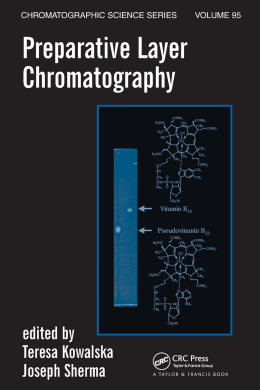 CHROMATOGRAPHIC SCIENCE SERIES VOLUME 95
Preparative Layer
Chromatography
Vitamin B12
Pseudovitamin B12
edited by
Teresa Kowalska
Joseph Sherma
CRC Press
Taylor & Francis Group
A TAYLOR & FRANCIS BOOK